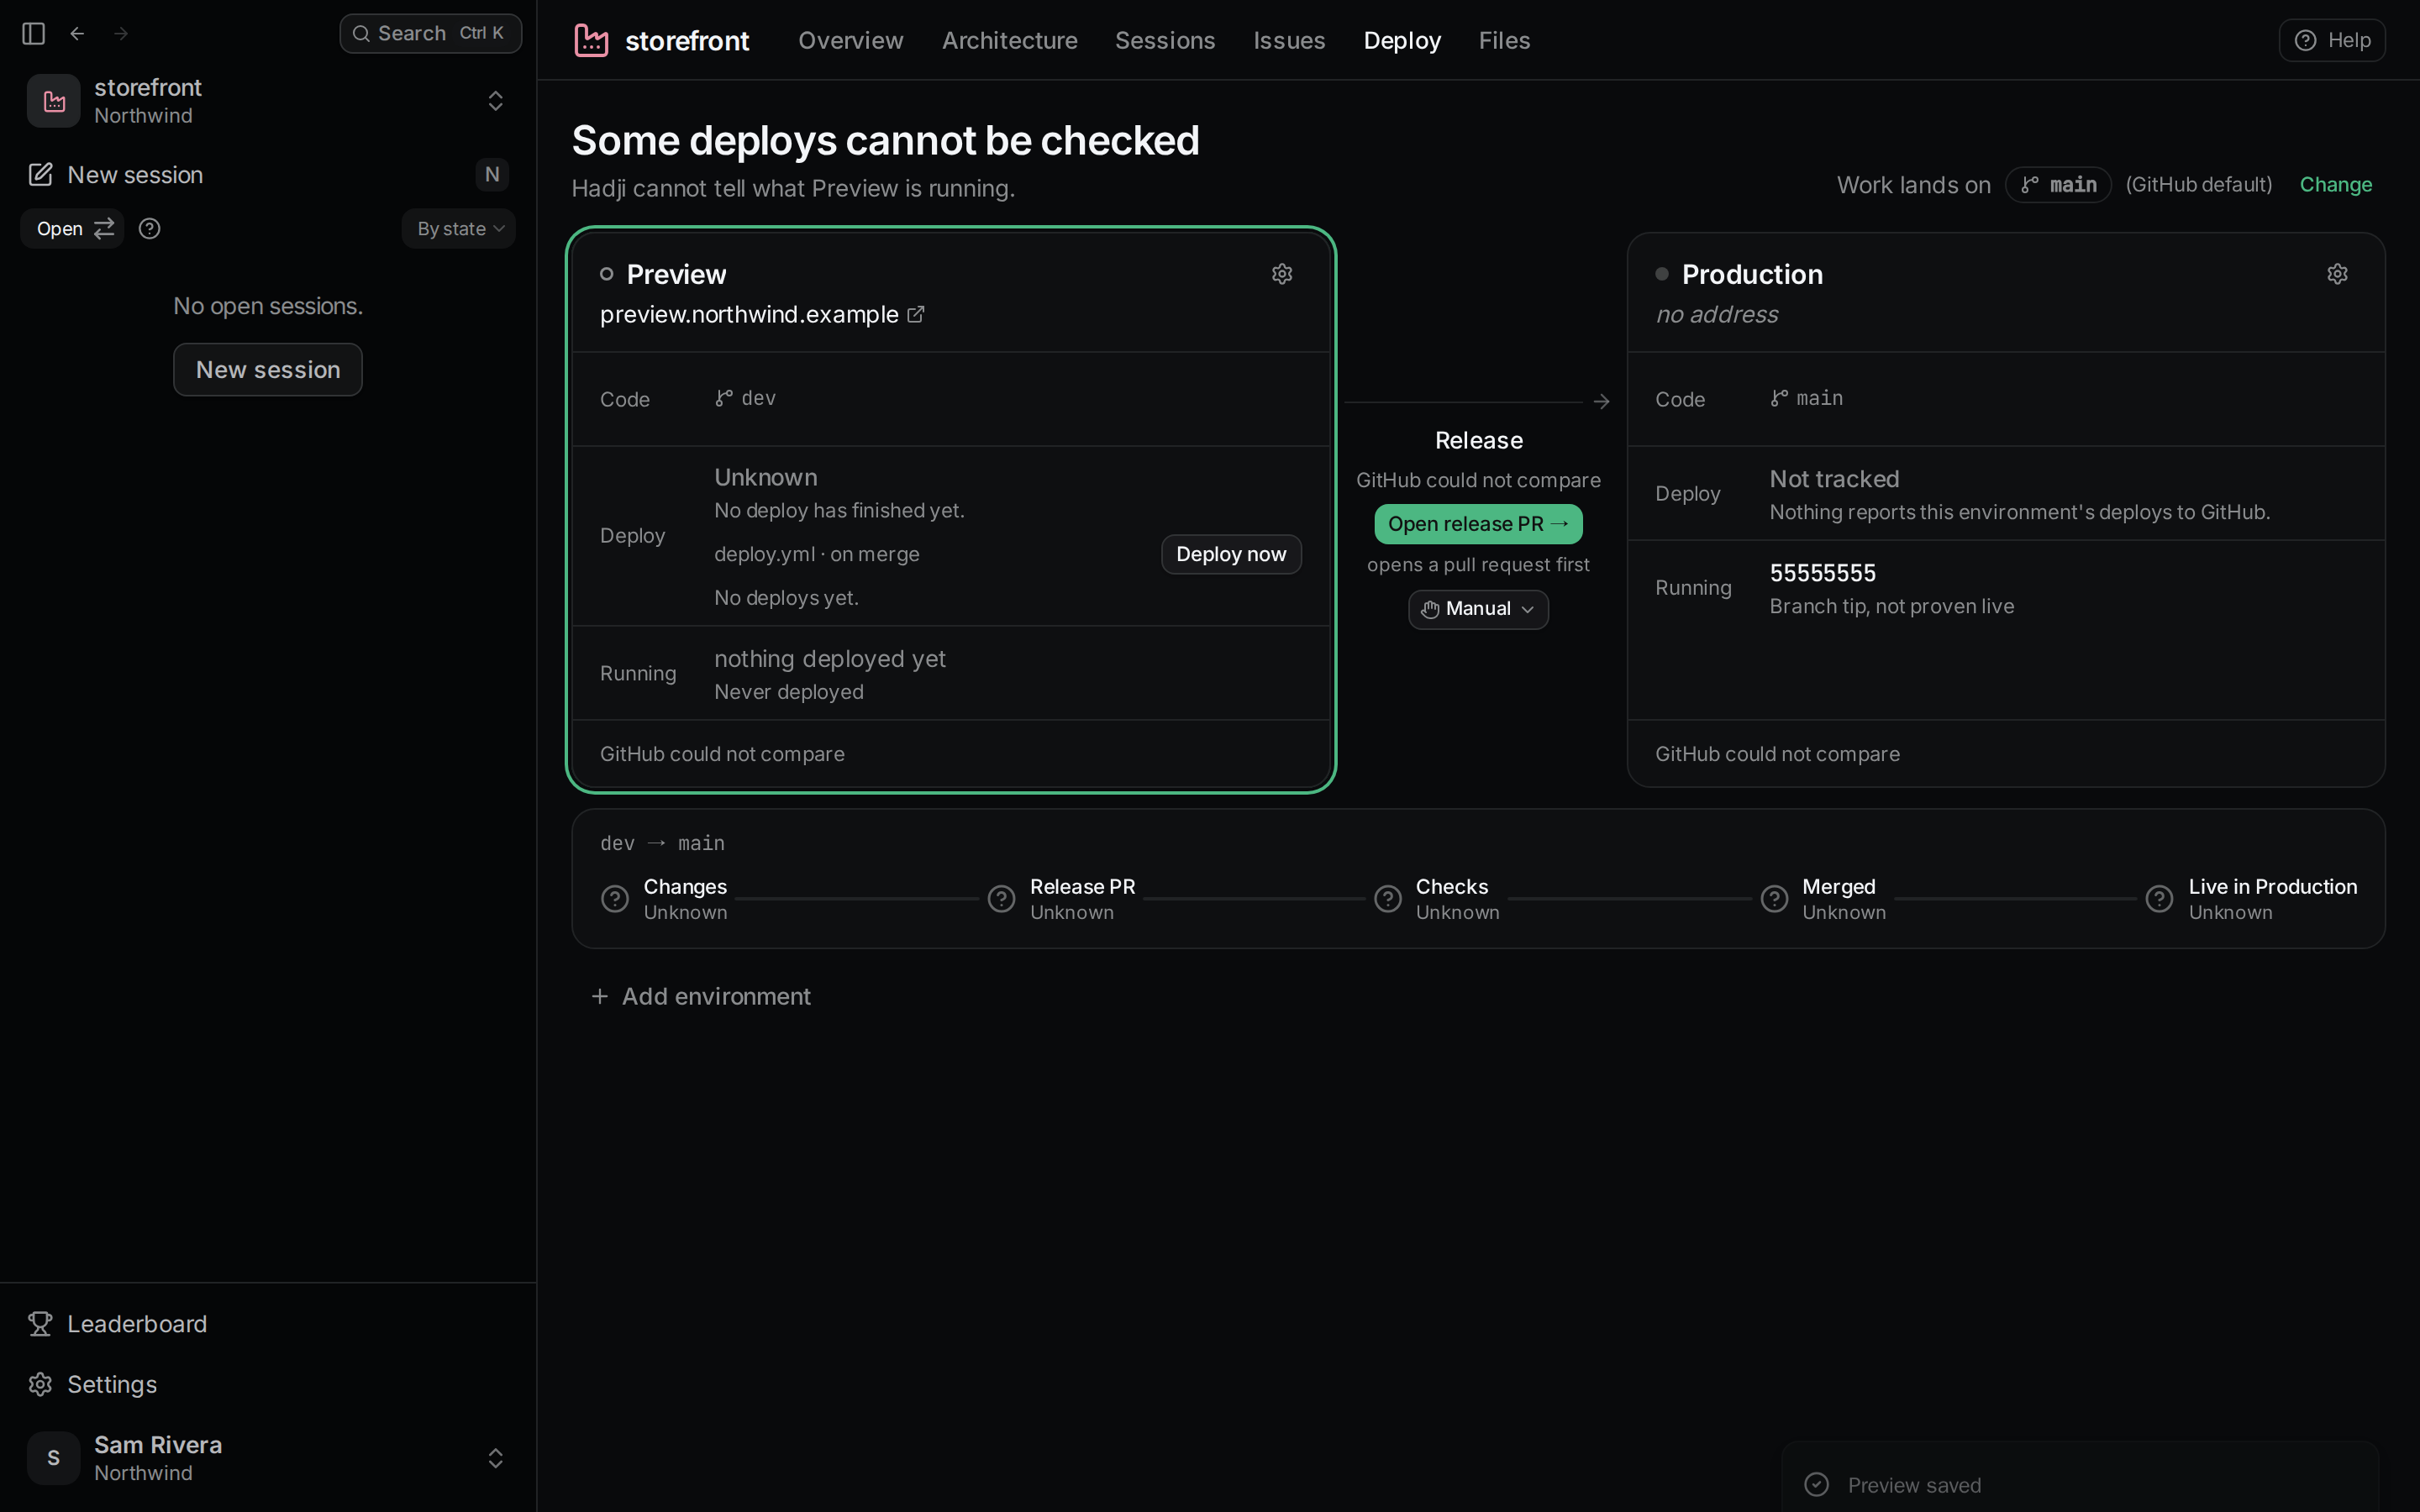 Search Ctrl K
storefront
Northwind
New session N
Open By state
No open sessions.
New session
Leaderboard
Settings
S Sam Rivera
Northwind
storefront Overview Architecture Sessions Issues Deploy Files Help
Some deploys cannot be checked
Hadji cannot tell what Preview is running.
Work lands on main (GitHub default) Change
Preview
preview.northwind.example
Code dev
Deploy
Unknown
No deploy has finished yet.
deploy.yml · on merge Deploy now
No deploys yet.
Running
nothing deployed yet
Never deployed
GitHub could not compare
Release
GitHub could not compare
Open release PR →
opens a pull request first
Manual
Production
no address
Code main
Deploy
Not tracked
Nothing reports this environment's deploys to GitHub.
Running
55555555
Branch tip, not proven live
GitHub could not compare
dev → main
Changes
Unknown
Release PR
Unknown
Checks
Unknown
Merged
Unknown
Live in Production
Unknown
+ Add environment
Preview saved